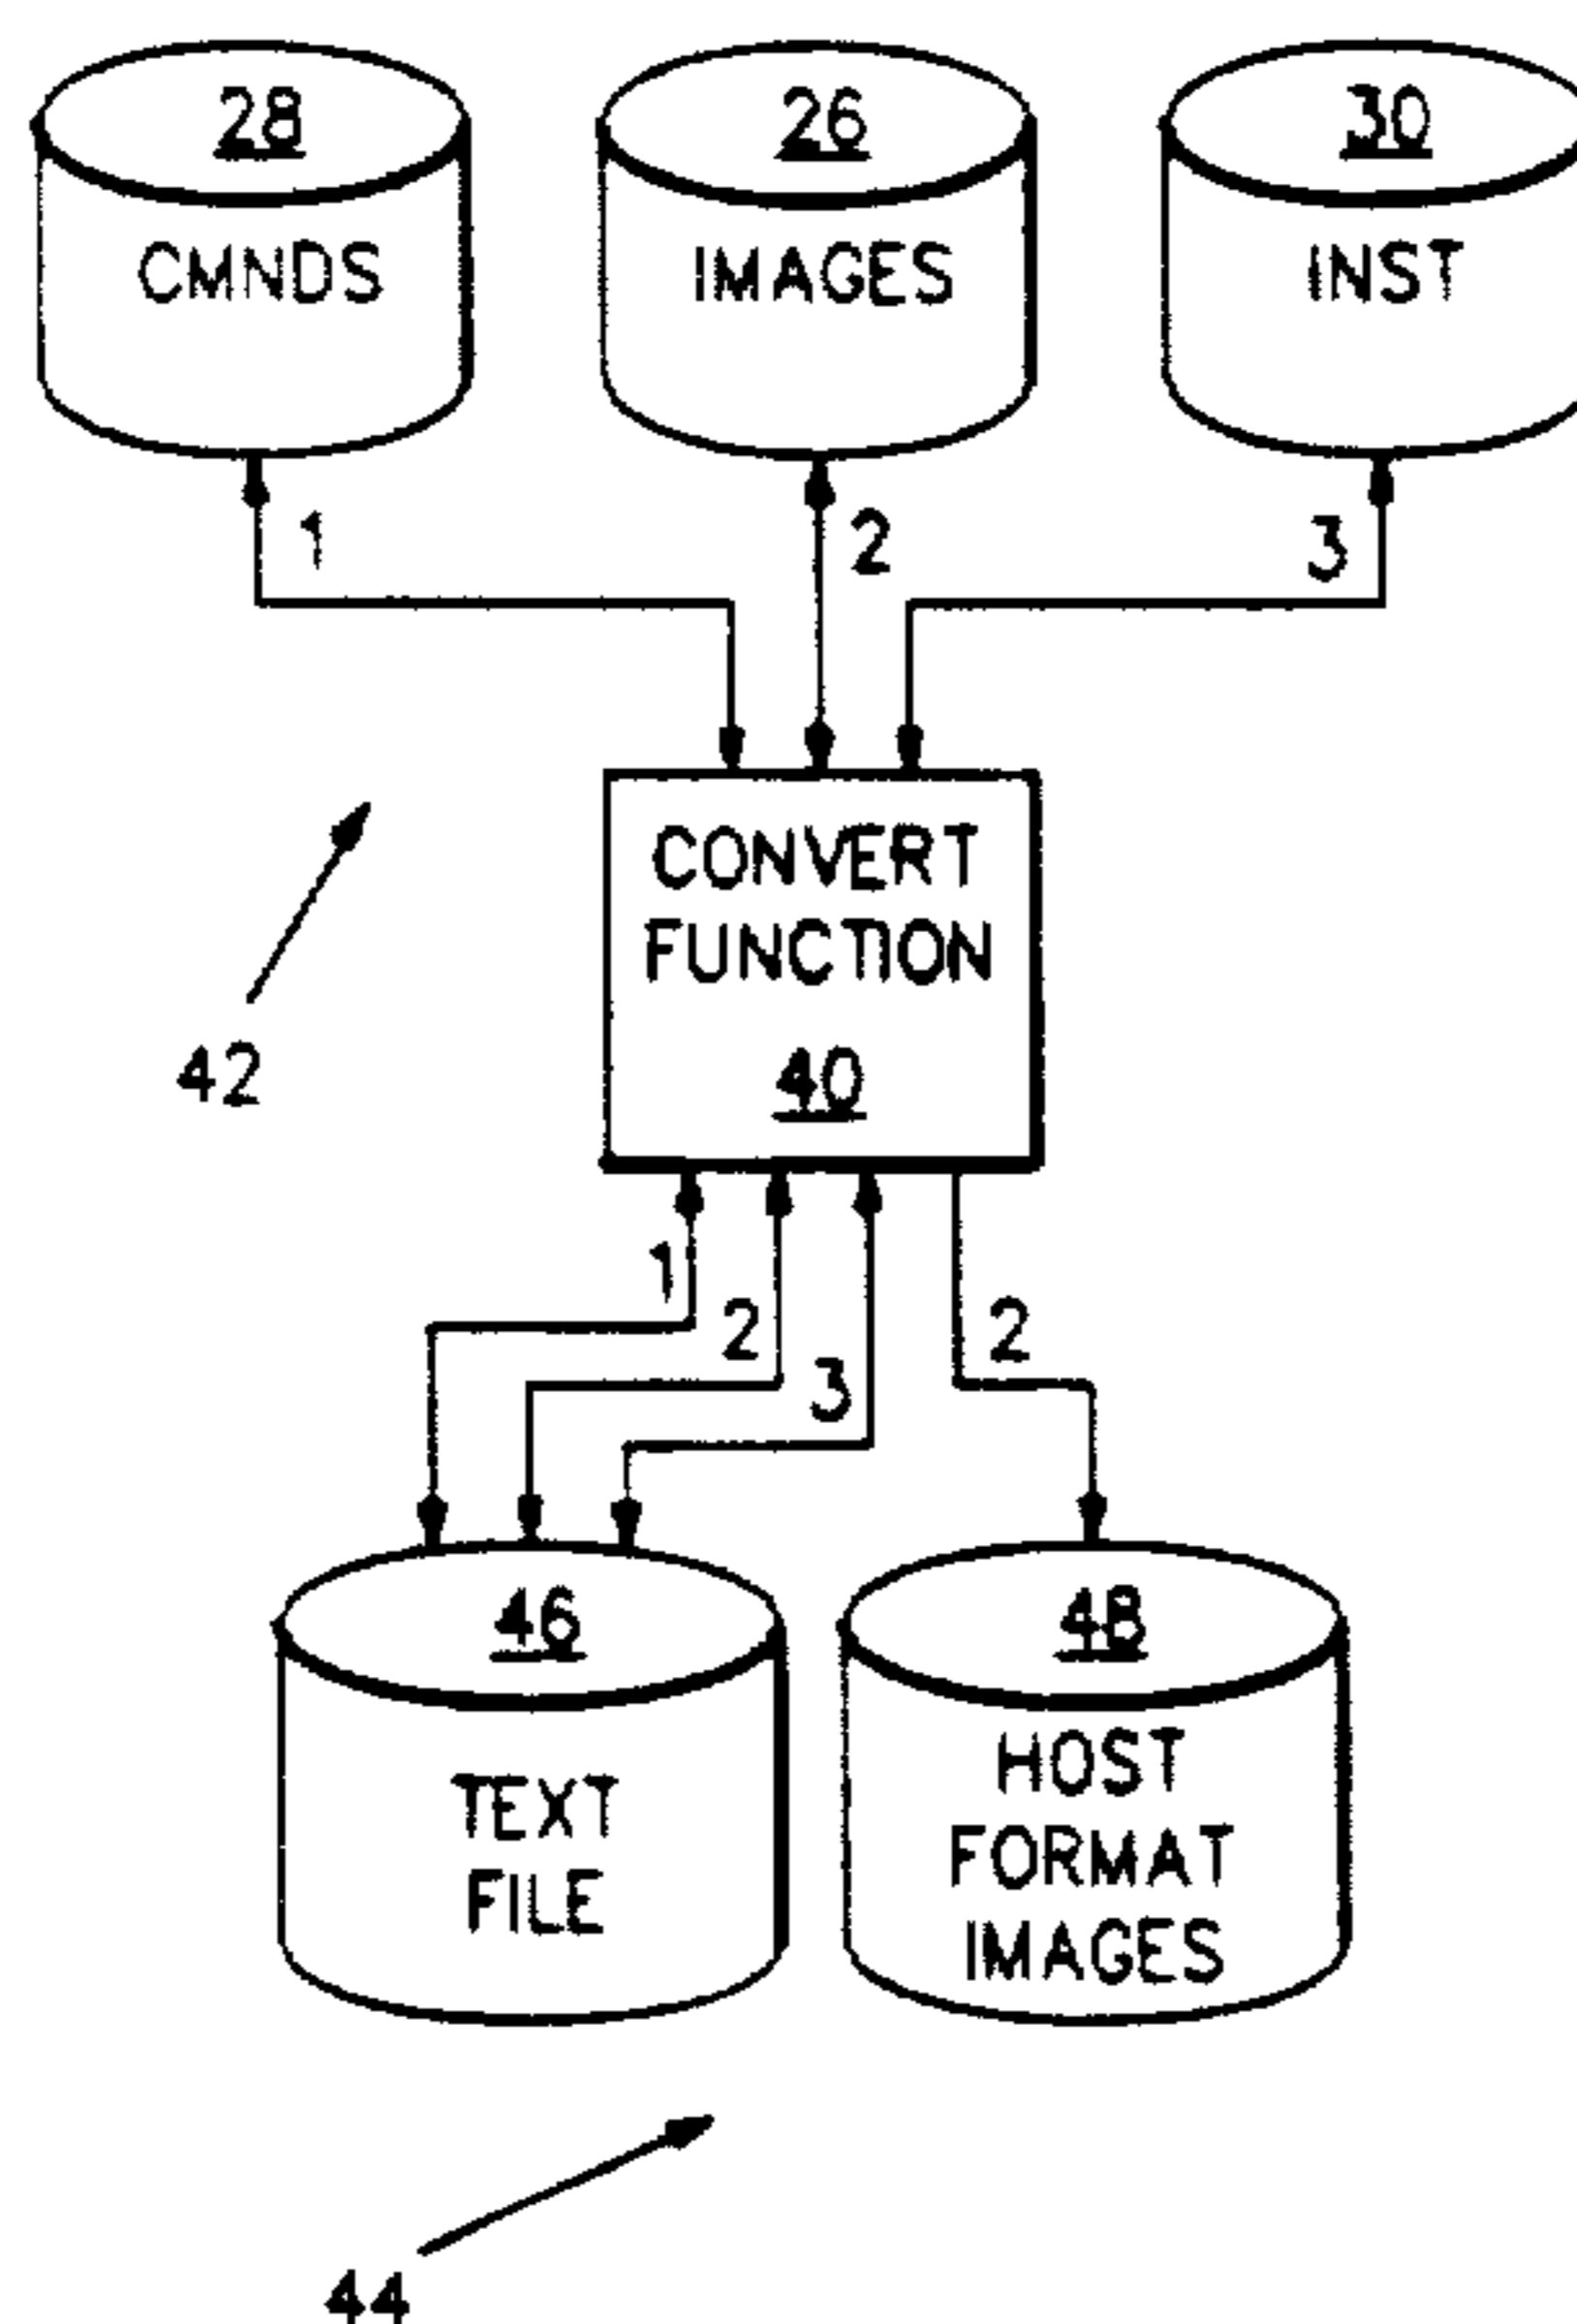 28 26 30
CMNDS IMAGES INST
1 2 3
CONVERT
FUNCTION
40
42
1
2 2
3
46 48
TEXT
FILE
HOST
FORMAT
IMAGES
44